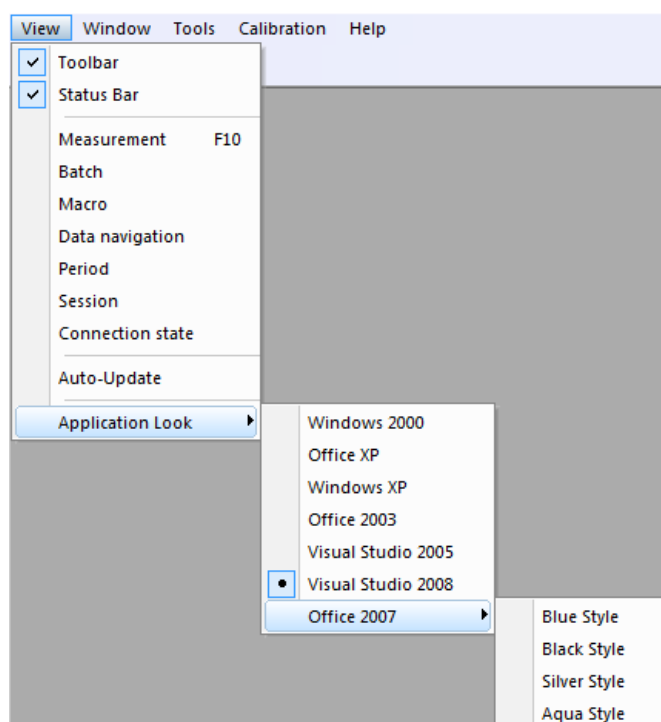 View Window Tools Calibration Help
Toolbar
Status Bar
Measurement F10
Batch
Macro
Data navigation
Period
Session
Connection state
Auto-Update
Application Look
Windows 2000
Office XP
Windows XP
Office 2003
Visual Studio 2005
Visual Studio 2008
Office 2007
Blue Style
Black Style
Silver Style
Aqua Style